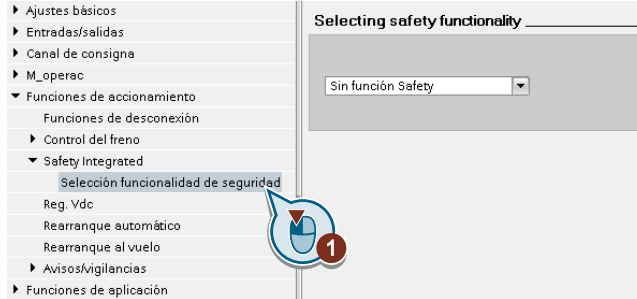 Ajustes básicos
Entradas/salidas
Canal de consigna
M_operac
Funciones de accionamiento
Funciones de desconexión
Control del freno
Safety Integrated
Selección funcionalidad de seguridad
Reg. Vdc
Rearranque automático
Rearranque al vuelo
Avisos/vigilancias
Funciones de aplicación
Selecting safety functionality
Sin función Safety
1